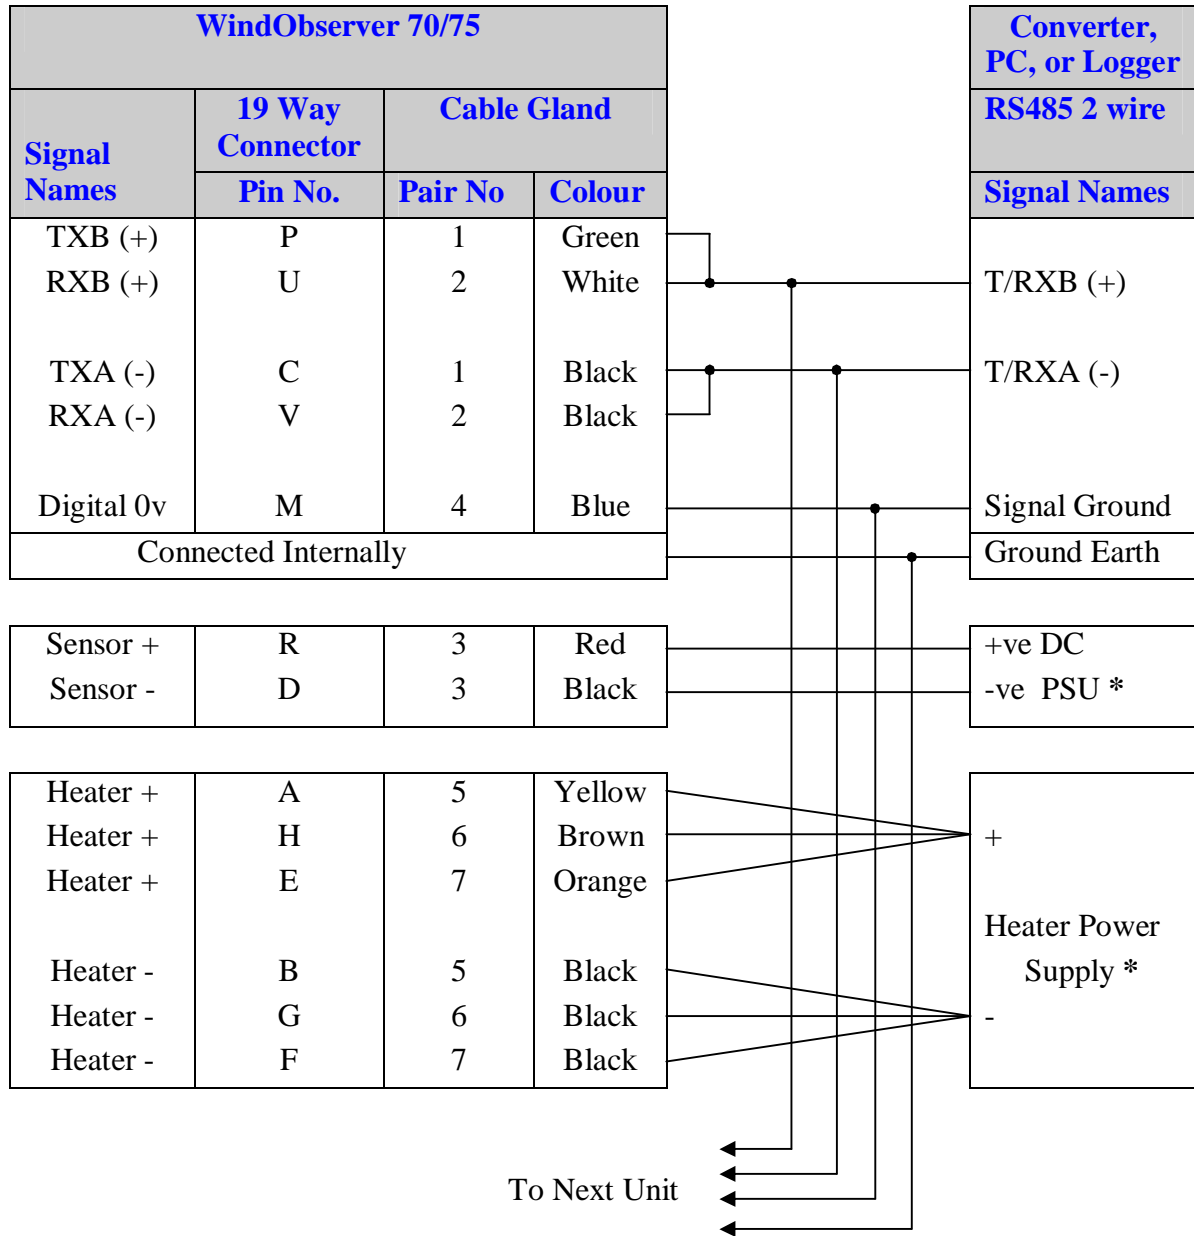 WindObserver 70/75
Converter,
PC, or Logger
Signal
Names
19 Way
Connector
Cable Gland
RS485 2 wire
Pin No.
Pair No
Colour
Signal Names
TXB (+) P 1 Green
RXB (+) U 2 White T/RXB (+)
TXA (-) C 1 Black T/RXA (-)
RXA (-) V 2 Black
Digital 0v M 4 Blue Signal Ground
Connected Internally Ground Earth
Sensor + R 3 Red +ve DC
Sensor - D 3 Black -ve PSU *
Heater + A 5 Yellow
Heater + H 6 Brown +
Heater + E 7 Orange
Heater Power
Heater - B 5 Black Supply *
Heater - G 6 Black -
Heater - F 7 Black
To Next Unit